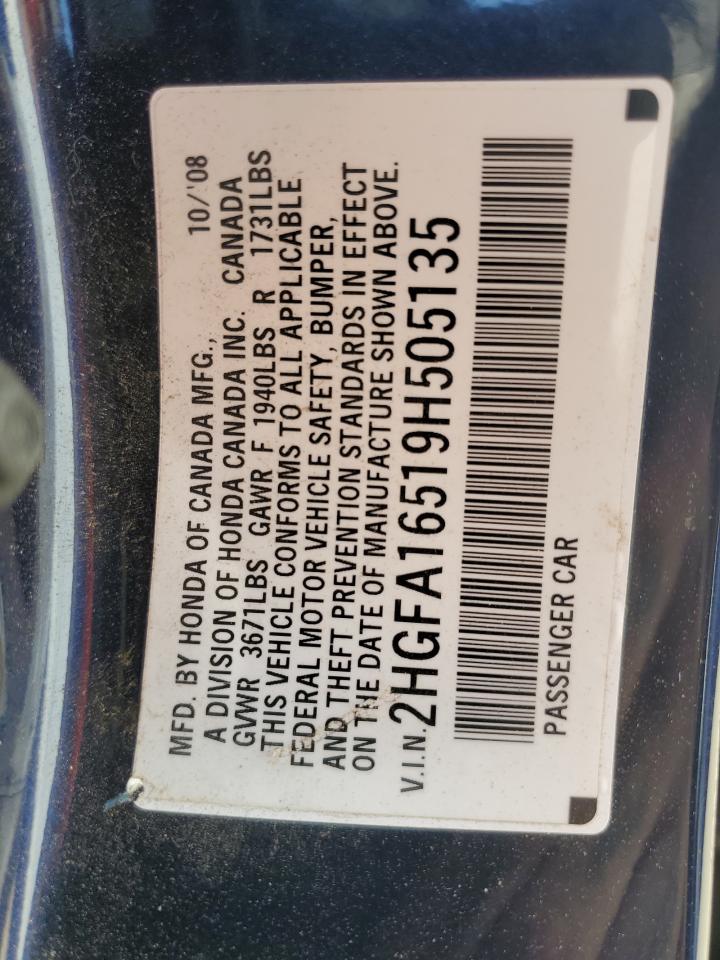 MFD. BY HONDA OF CANADA MFG., 10/'08
A DIVISION OF HONDA CANADA INC. CANADA
GVWR 3671LBS GAWR F 1940LBS R 1731LBS
THIS VEHICLE CONFORMS TO ALL APPLICABLE
FEDERAL MOTOR VEHICLE SAFETY, BUMPER,
AND THEFT PREVENTION STANDARDS IN EFFECT
ON THE DATE OF MANUFACTURE SHOWN ABOVE.
V.I.N. 2HGFA16519H505135
PASSENGER CAR